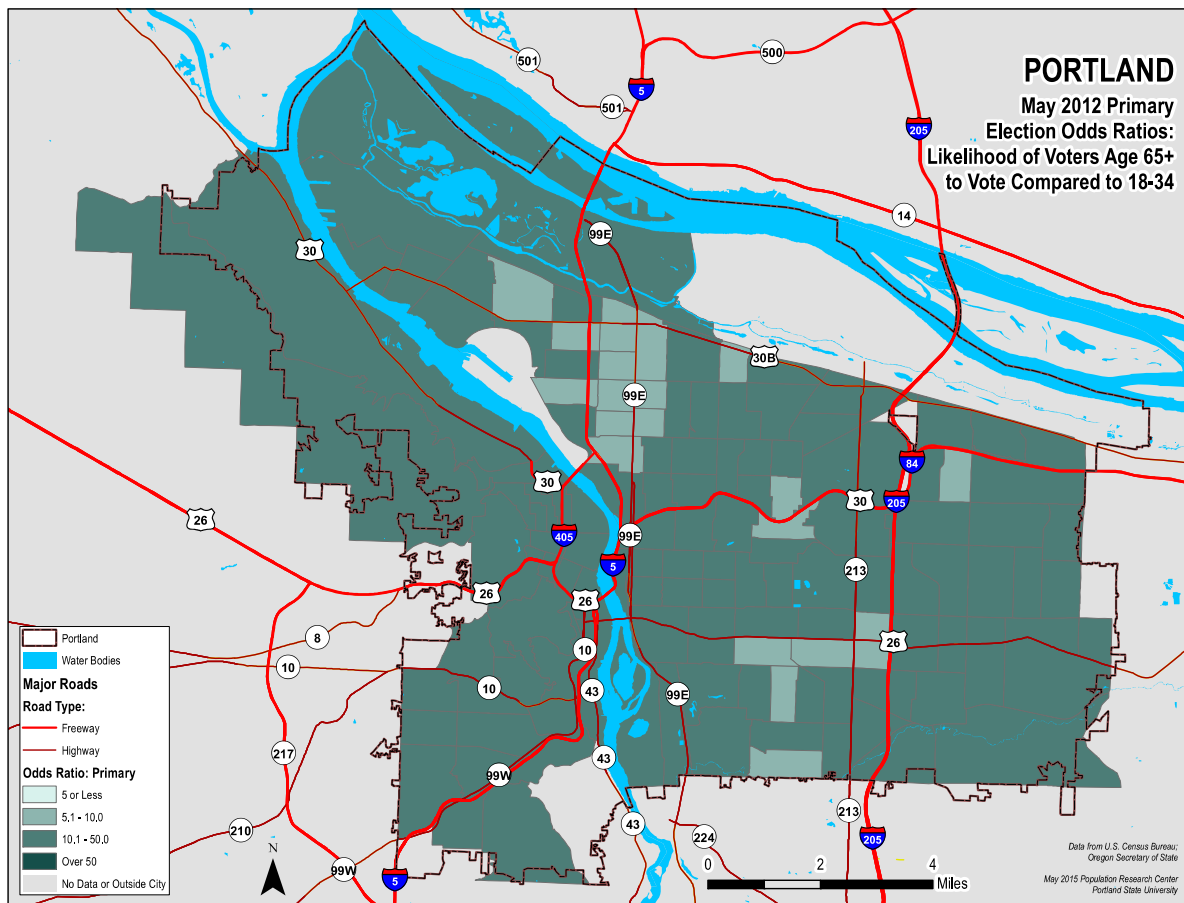 PORTLAND
May 2012 Primary
Election Odds Ratios:
Likelihood of Voters Age 65+
to Vote Compared to 18-34
501
500
5
501
205
14
99E
30
30B
99E
84
30
30
205
26
99E
405
5
213
26
26
8
10
26
10
10
43
99E
217
99W
43
210
43
224
213
205
99W
5
Portland
Water Bodies
Major Roads
Road Type:
Freeway
Highway
Odds Ratio: Primary
5 or Less
5.1 - 10.0
10.1 - 50.0
Over 50
No Data or Outside City
N
0 2 4
Miles
Data from U.S. Census Bureau;
Oregon Secretary of State
May 2015 Population Research Center
Portland State University